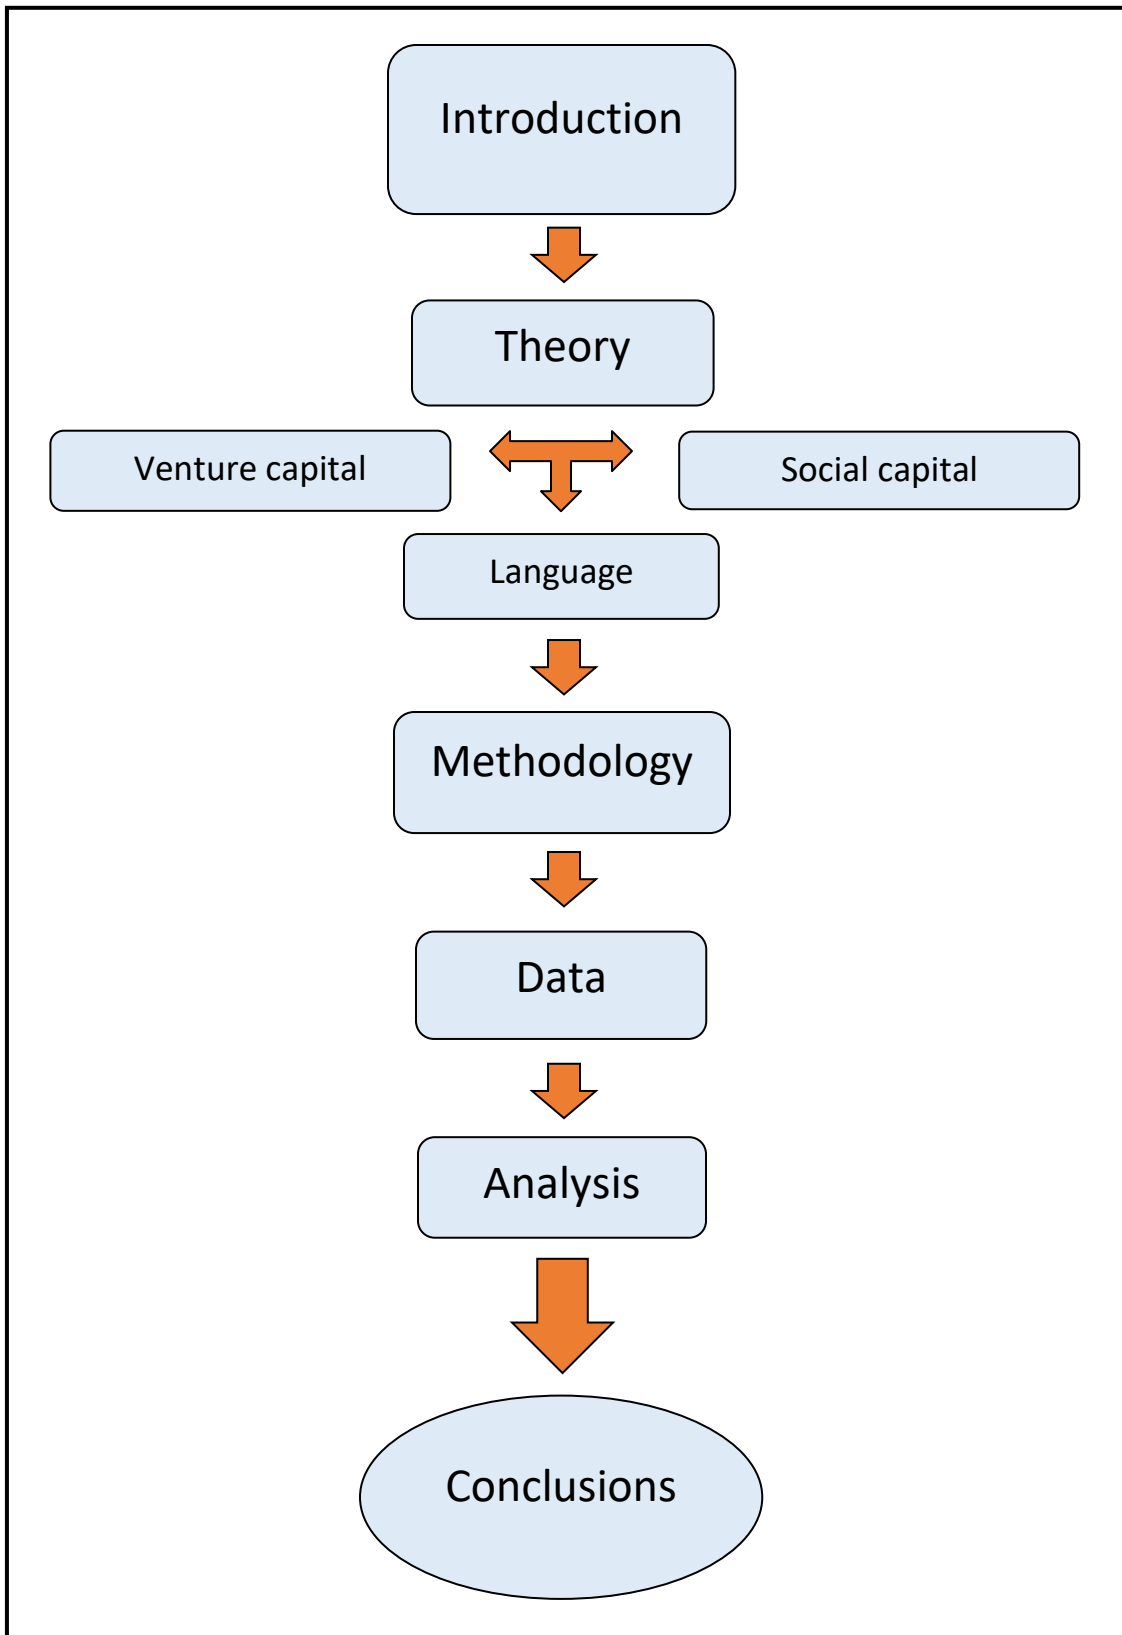 Introduction
Theory
Venture capital
Social capital
Language
Methodology
Data
Analysis
Conclusions